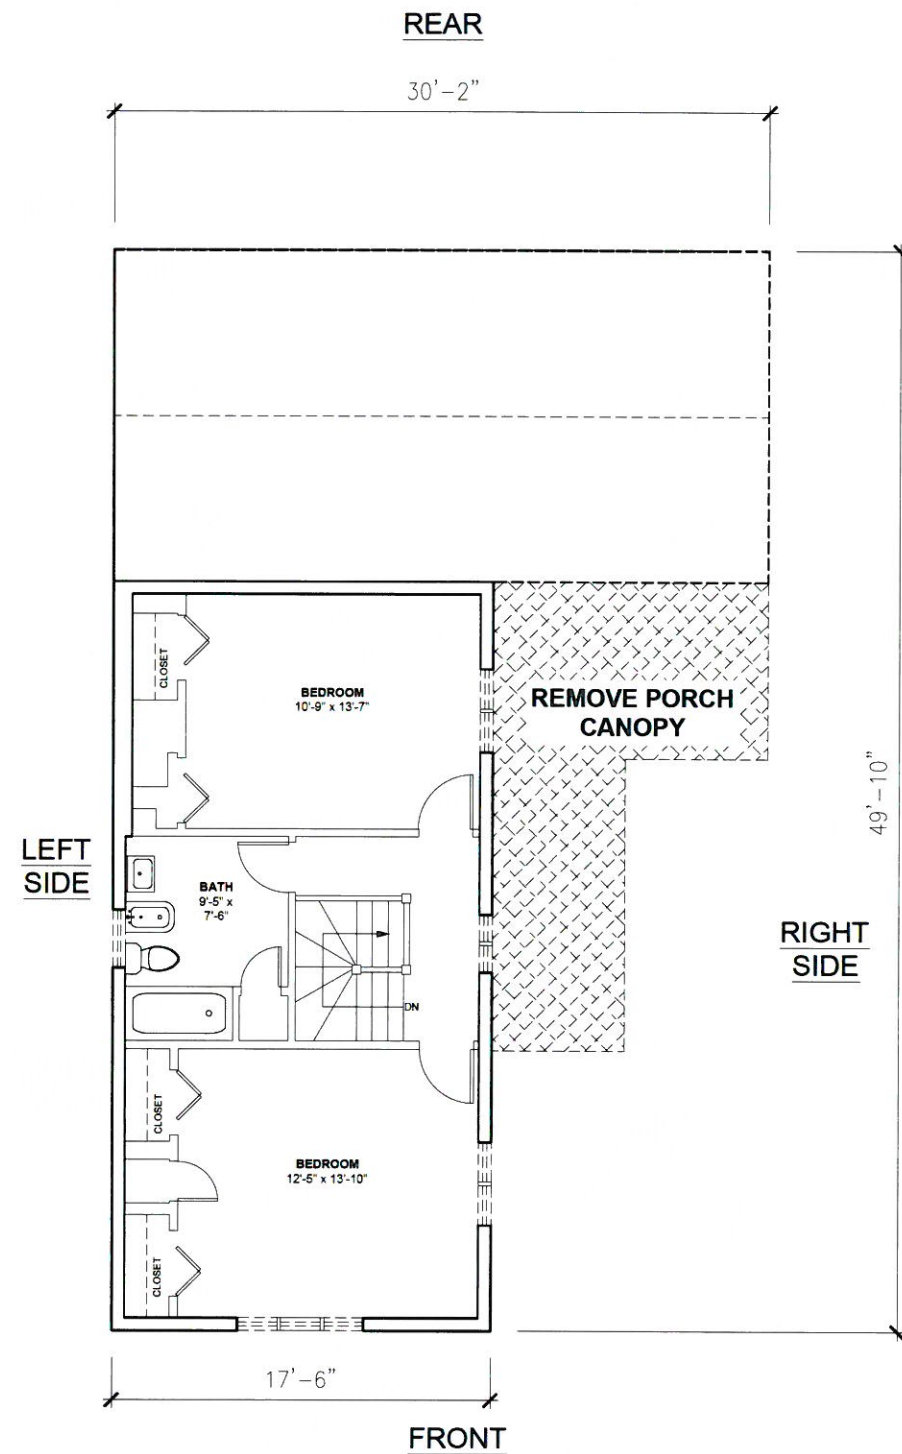 REAR
30'-2"
CLOSET
BEDROOM
10'-9" x 13'-7"
REMOVE PORCH
CANOPY
49'-10"
LEFT
SIDE
BATH
9'-5" x
7'-6"
RIGHT
SIDE
DN
CLOSET
BEDROOM
12'-5" x 13'-10"
CLOSET
17'-6"
FRONT